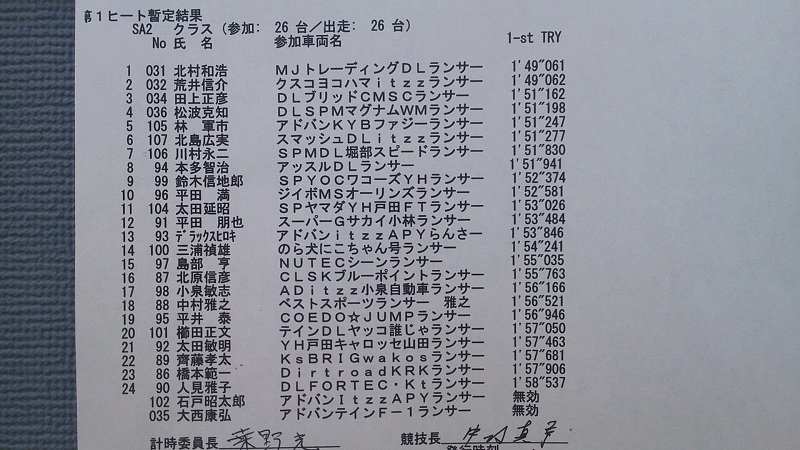 第１ヒート暫定結果
SA2 クラス (参加: 26 台／出走: 26 台)
No 氏 名 参加車両名 1-st TRY
1 031 北村和浩 ＭＪトレーディングＤＬランサー 1'49"061
2 032 荒井信介 クスコヨコハマｉｔｚｚランサー 1'49"062
3 034 田上正彦 ＤＬブリッドCMSCランサー 1'51"162
4 036 松波克知 ＤＬＳＰＭマグナムWMランサー 1'51"198
5 105 林 軍市 アドバンＫＹＢファジーランサー 1'51"247
6 107 北島広実 スマッシュＤＬｉｔｚｚランサー 1'51"277
7 106 川村永二 ＳＰＭＤＬ堀部スピードランサー 1'51"830
8 94 本多智治 アッスルＤＬランサー 1'51"941
9 99 鈴木信地郎 ＳＰＹＯＣワコーズＹＨランサー 1'52"374
10 96 平田 満 ジイボMSオーリンズランサー 1'52"581
11 104 太田延昭 ＳＰヤマダＹＨ戸田ＦＴランサー 1'53"026
12 91 平田 朋也 スーパーＧサカイ小林ランサー 1'53"484
13 93 ﾃﾞﾗｯｸｽﾋﾛｷ アドバンｉｔｚｚＡＰＹらんさー 1'53"846
14 100 三浦禎雄 のら犬にこちゃん号ランサー 1'54"241
15 97 島部 亨 ＮＵＴＥＣシーンランサー 1'55"035
16 87 北原信彦 ＣＬＳＫブルーポイントランサー 1'55"763
17 98 小泉敏志 ＡＤｉｔｚｚ小泉自動車ランサー 1'56"166
18 88 中村雅之 ベストスポーツランサー 雅之 1'56"521
19 95 平井 泰 ＣＯＥＤＯ☆ＪＵＭＰランサー 1'56"946
20 101 櫛田正文 テインＤＬヤッコ誰じゃランサー 1'57"050
21 92 太田敏明 ＹＨ戸田キャロッセ山田ランサー 1'57"463
22 89 齊藤孝太 ＫｓＢＲＩＧｗａｋｏｓランサー 1'57"681
23 86 橋本範一 ＤｉｒｔｒｏａｄＫＲＫランサー 1'57"906
24 90 人見雅子 ＤＬＦＯＲＴＥＣ・Ｋｔランサー 1'58"537
102 石戸昭太郎 アドバンＩｔｚｚＡＰＹランサー 無効
035 大西康弘 アドバンテインＦ－１ランサー 無効
計時委員長 競技長